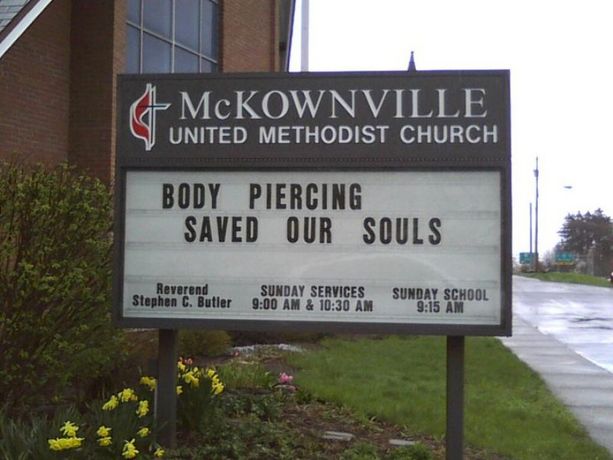 McKOWNVILLE
UNITED METHODIST CHURCH
BODY PIERCING
SAVED OUR SOULS
Reverend
Stephen C. Butler
SUNDAY SERVICES
9:00 AM & 10:30 AM
SUNDAY SCHOOL
9:15 AM